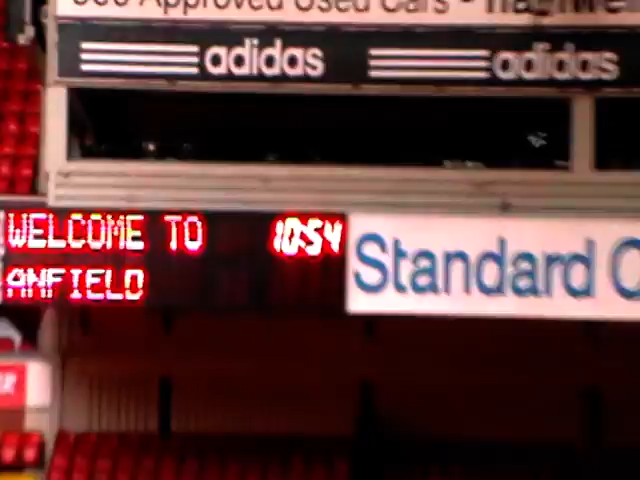 Approved Used Cars -
adidas adidas
WELCOME TO 10:54
ANFIELD
Standard C